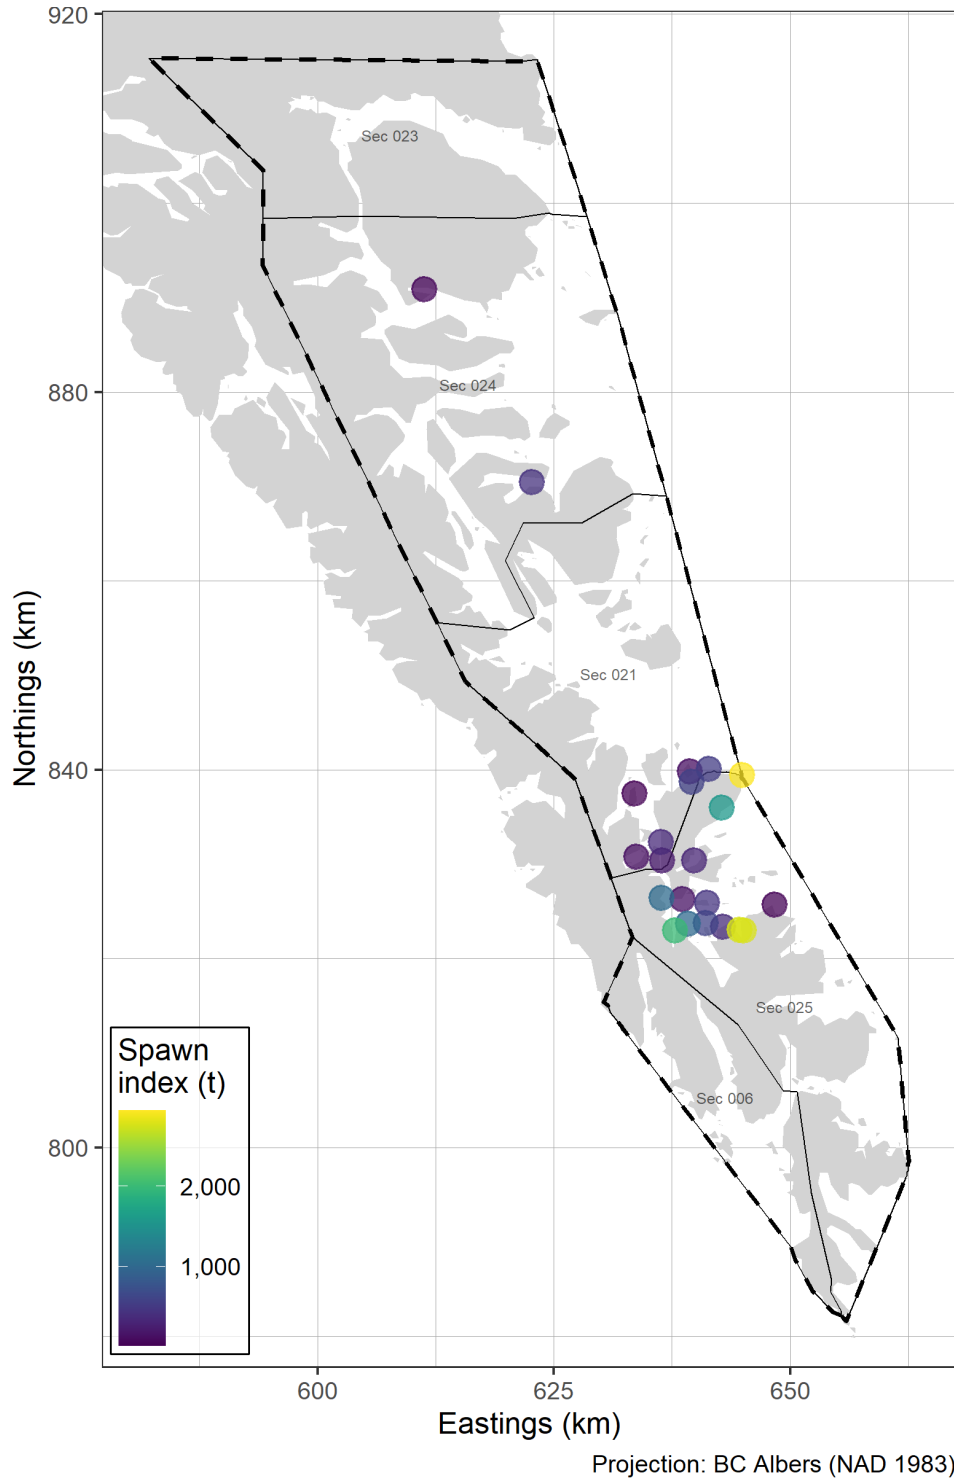 920
880
840
800
Northings (km)
Sec 023
Sec 024
Sec 021
Sec 025
Sec 006
Spawn
index (t)
2,000
1,000
600
625
650
Eastings (km)
Projection: BC Albers (NAD 1983)